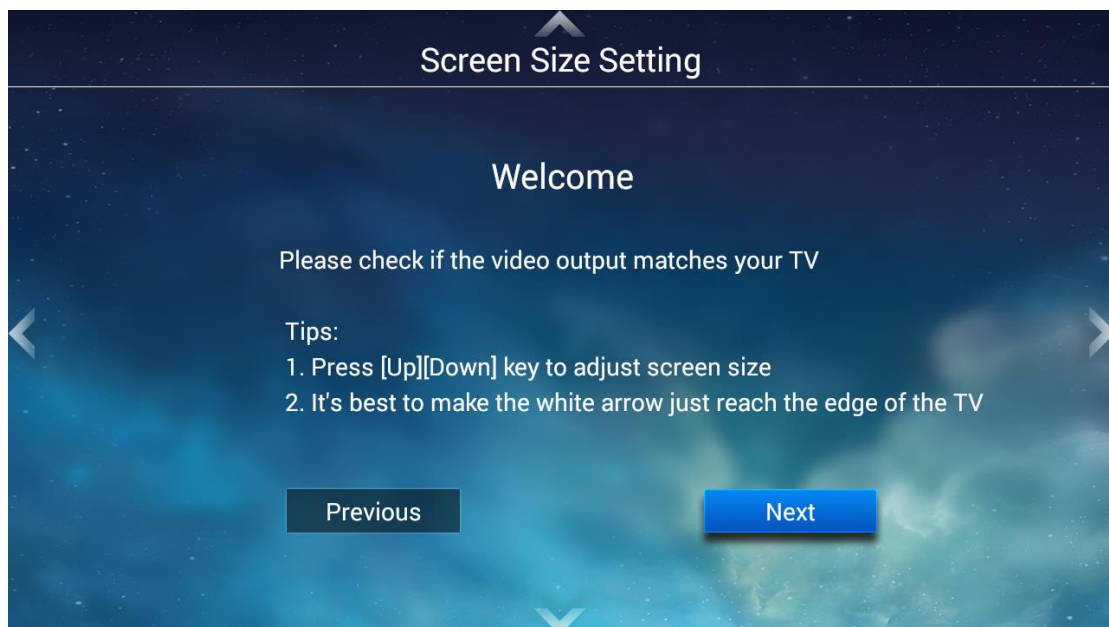 Screen Size Setting
Welcome
Please check if the video output matches your TV
Tips:
1. Press [Up][Down] key to adjust screen size
2. It's best to make the white arrow just reach the edge of the TV
Previous
Next